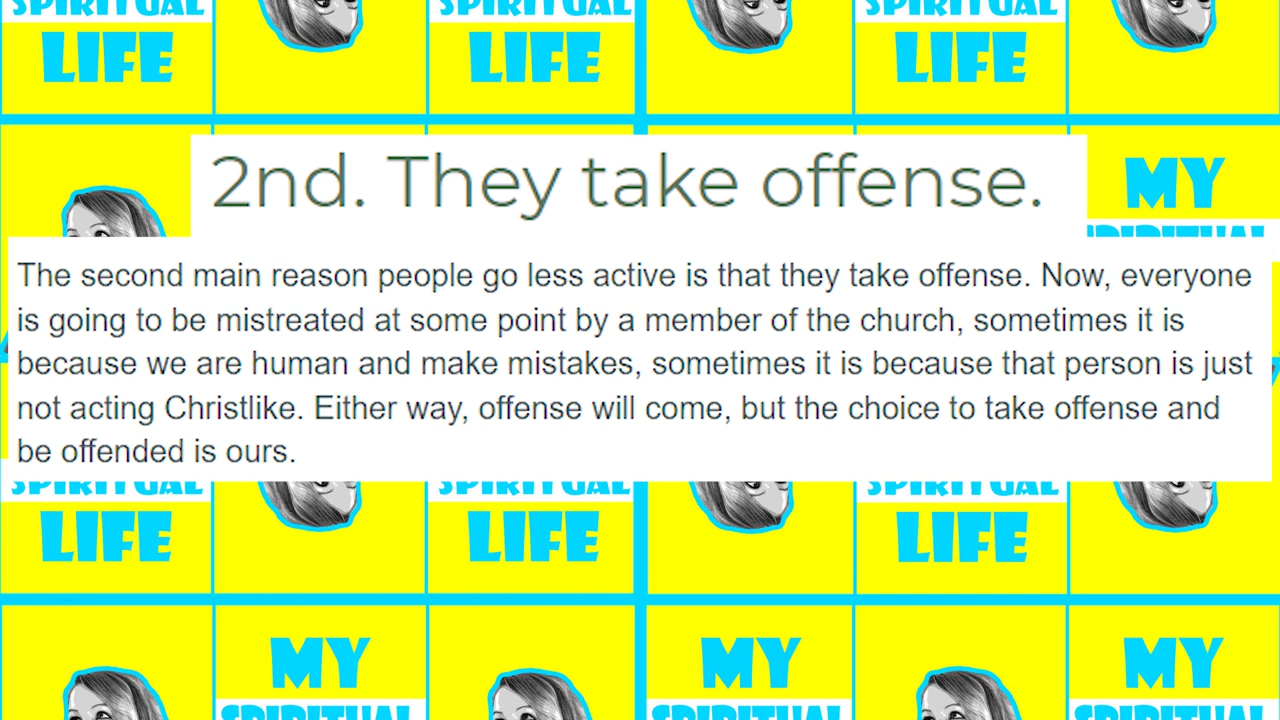 SPIRITUAL SPIRITUAL SPIRITUAL
LIFE LIFE LIFE
2nd. They take offense.
MY
SPIRITUAL
The second main reason people go less active is that they take offense. Now, everyone
is going to be mistreated at some point by a member of the church, sometimes it is
because we are human and make mistakes, sometimes it is because that person is just
not acting Christlike. Either way, offense will come, but the choice to take offense and
be offended is ours.
SPIRITUAL SPIRITUAL SPIRITUAL
LIFE LIFE LIFE
MY MY MY
SPIRITUAL SPIRITUAL SPIRITUAL